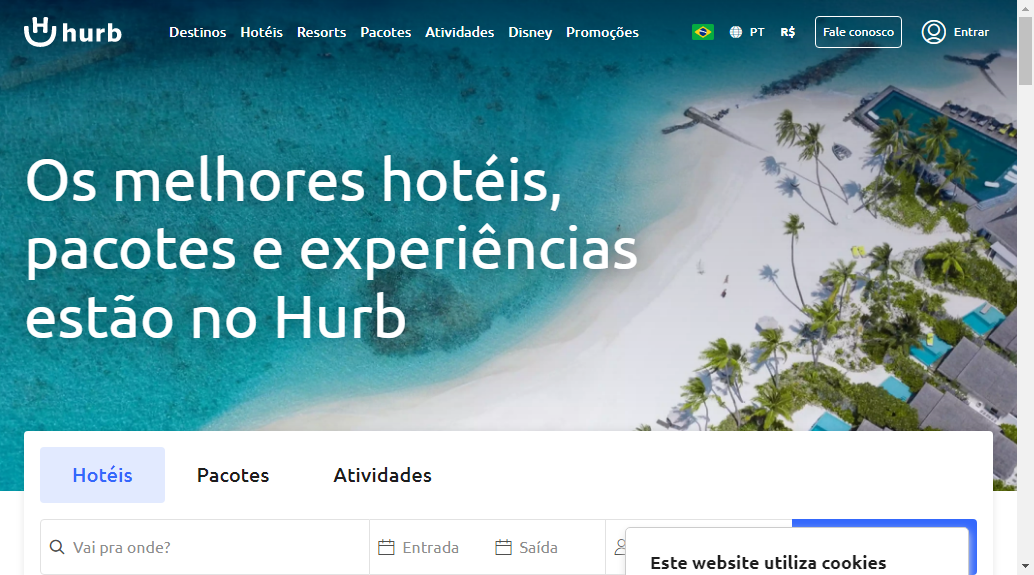 hurb Destinos Hotéis Resorts Pacotes Atividades Disney Promoções PT R$ Fale conosco Entrar
Os melhores hotéis,
pacotes e experiências
estão no Hurb
Hotéis Pacotes Atividades
Vai pra onde? Entrada Saída
Este website utiliza cookies